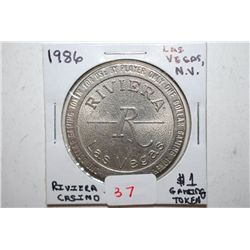 1986
LAS
VEGAS,
N.V.
RIVIERA
R
Las Vegas
RIVIERA
CASINO
37
$1
GAMING
TOKEN